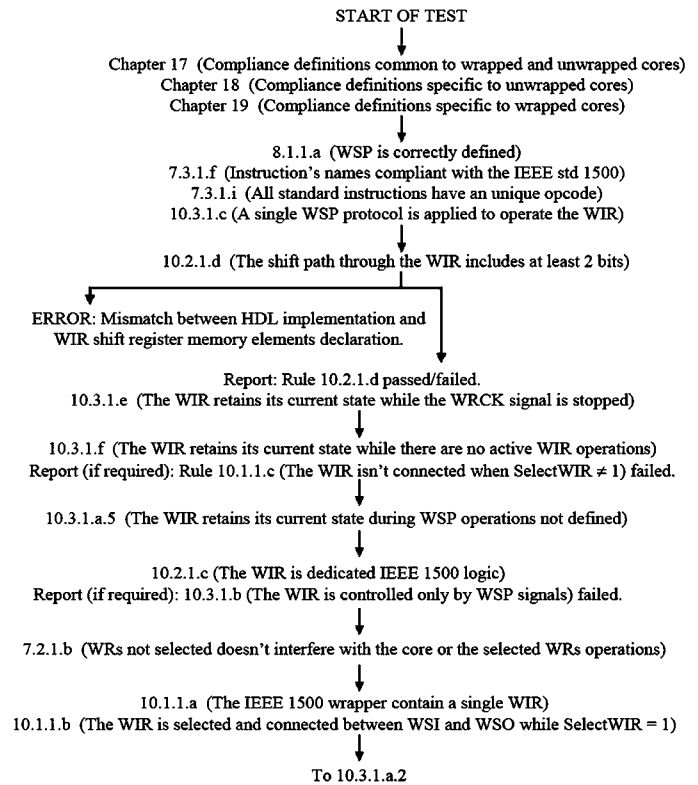 START OF TEST
Chapter 17 (Compliance definitions common to wrapped and unwrapped cores)
Chapter 18 (Compliance definitions specific to unwrapped cores)
Chapter 19 (Compliance definitions specific to wrapped cores)
8.1.1.a (WSP is correctly defined)
7.3.1.f (Instruction's names compliant with the IEEE std 1500)
7.3.1.i (All standard instructions have an unique opcode)
10.3.1.c (A single WSP protocol is applied to operate the WIR)
10.2.1.d (The shift path through the WIR includes at least 2 bits)
ERROR: Mismatch between HDL implementation and
WIR shift register memory elements declaration.
Report: Rule 10.2.1.d passed/failed.
10.3.1.e (The WIR retains its current state while the WRCK signal is stopped)
10.3.1.f (The WIR retains its current state while there are no active WIR operations)
Report (if required): Rule 10.1.1.c (The WIR isn't connected when SelectWIR ≠ 1) failed.
10.3.1.a.5 (The WIR retains its current state during WSP operations not defined)
10.2.1.c (The WIR is dedicated IEEE 1500 logic)
Report (if required): 10.3.1.b (The WIR is controlled only by WSP signals) failed.
7.2.1.b (WRs not selected doesn't interfere with the core or the selected WRs operations)
10.1.1.a (The IEEE 1500 wrapper contain a single WIR)
10.1.1.b (The WIR is selected and connected between WSI and WSO while SelectWIR = 1)
To 10.3.1.a.2